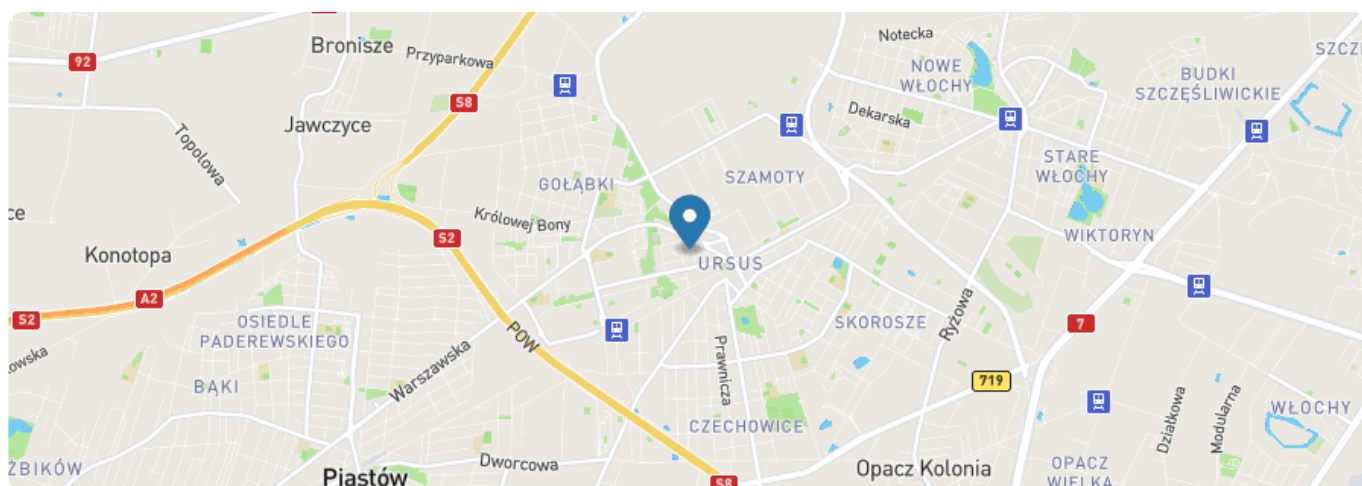 Notecka
SZCZ
Bronisze
Przyparkowa
92
NOWE
WŁOCHY
BUDKI
SZCZĘŚLIWICKIE
S8
Dekarska
Jawczyce
Topolowa
STARE
WŁOCHY
GOŁĄBKI
SZAMOTY
ce
Królowej Bony
Konotopa
S2
URSUS
WIKTORYN
A2
S2
OSIEDLE
PADEREWSKIEGO
POW
SKOROSZE
Ryżowa
7
owska
Warszawska
Prawnicza
BĄKI
719
Działkowa
Modularna
WŁOCHY
CZECHOWICE
ŻBIKÓW
Piastów
Dworcowa
S8
Opacz Kolonia
OPACZ
WIELKA